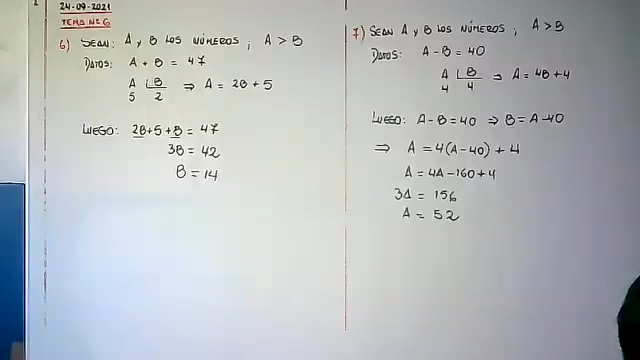 24-09-2021
TEMA Nº 6
6) SEAN: A y B LOS NÚMEROS ; A > B
DATOS: A + B = 47
A | B
5 2 ⇒ A = 2B + 5
LUEGO: 2B + 5 + B = 47
3B = 42
B = 14
7) SEAN A y B LOS NÚMEROS ; A > B
DATOS: A - B = 40
A | B
4 4 ⇒ A = 4B + 4
LUEGO: A - B = 40 ⇒ B = A - 40
⇒ A = 4(A - 40) + 4
A = 4A - 160 + 4
3A = 156
A = 52